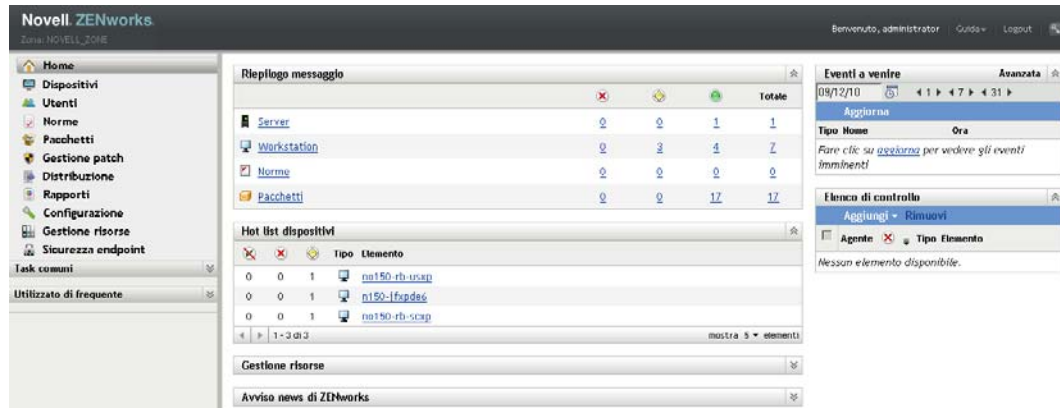 Novell ZENworks.
Zona: NOVELL_ZONE
Benvenuto, administrator Guida Logout
Home
Dispositivi
Utenti
Norme
Pacchetti
Gestione patch
Distribuzione
Rapporti
Configurazione
Gestione risorse
Sicurezza endpoint
Task comuni
Utilizzato di frequente
Riepilogo messaggio
Totale
Server 0 0 1 1
Workstation 0 3 4 7
Norme 0 0 0 0
Pacchetti 0 0 17 17
Hot list dispositivi
Tipo Elemento
0 0 1 no150-rb-usxp
0 0 1 n150-jfxpde6
0 0 1 no150-rb-scxp
1 - 3 di 3 mostra 5 elementi
Gestione risorse
Avviso news di ZENworks
Eventi a venire Avanzata
09/12/10 1 7 31
Aggiorna
Tipo Nome Ora
Fare clic su aggiorna per vedere gli eventi
imminenti
Elenco di controllo
Aggiungi Rimuovi
Agente Tipo Elemento
Nessun elemento disponibile.